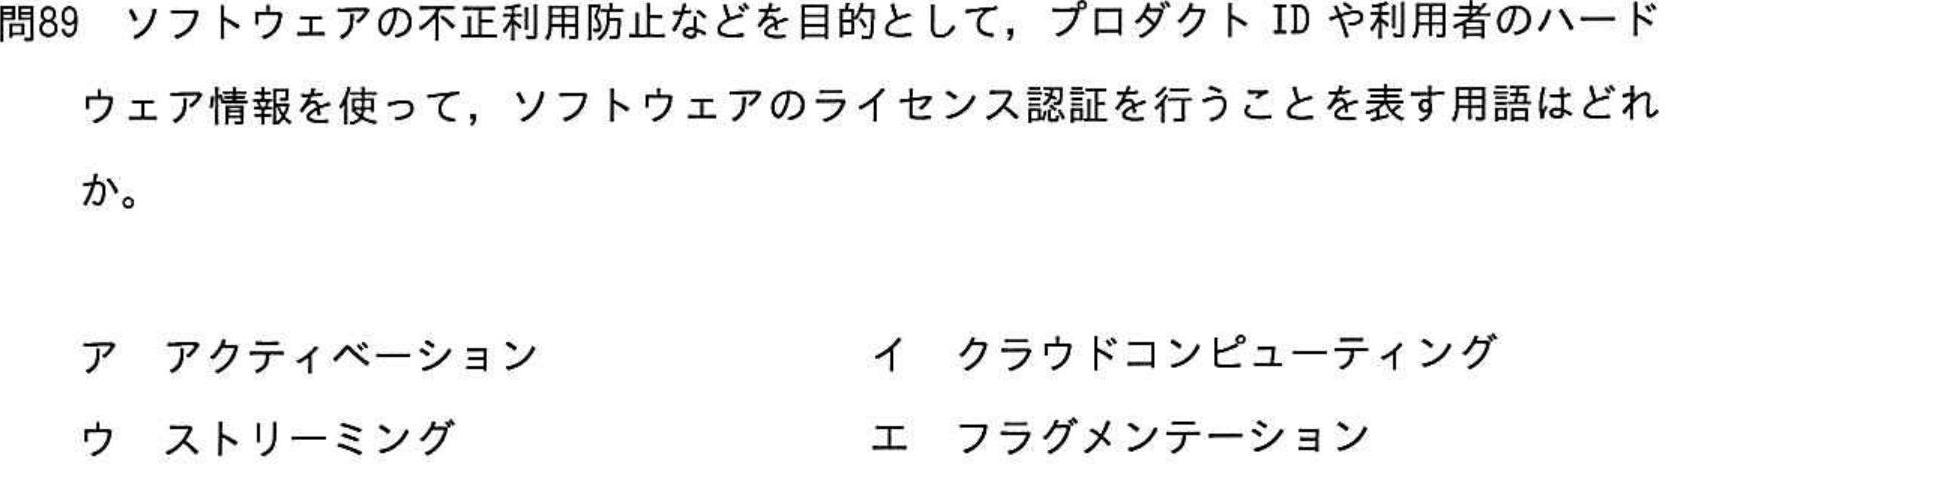 問89 ソフトウェアの不正利用防止などを目的として，プロダクト ID や利用者のハード
ウェア情報を使って，ソフトウェアのライセンス認証を行うことを表す用語はどれ
か。
ア アクティベーション イ クラウドコンピューティング
ウ ストリーミング エ フラグメンテーション